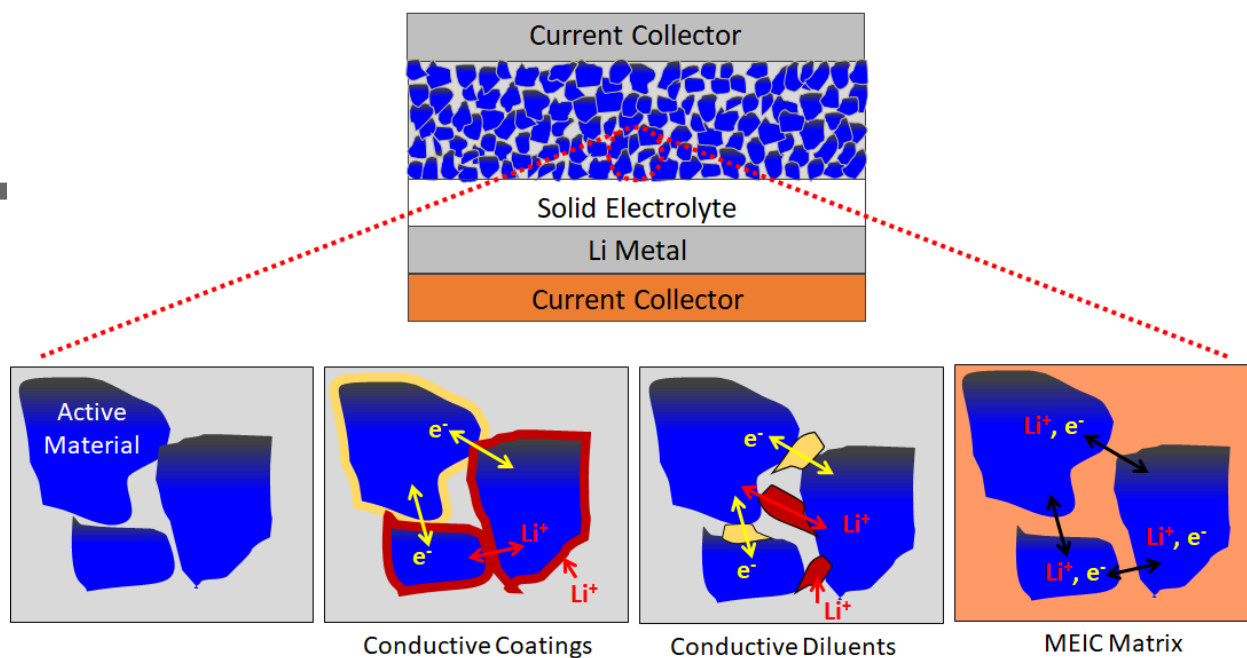 Current Collector
Solid Electrolyte
Li Metal
Current Collector
Active
Material
e-
e-
Li+
Li+
Conductive Coatings
e-
Li+
e-
Li+
Conductive Diluents
Li+, e-
Li+, e-
Li+, e-
MEIC Matrix